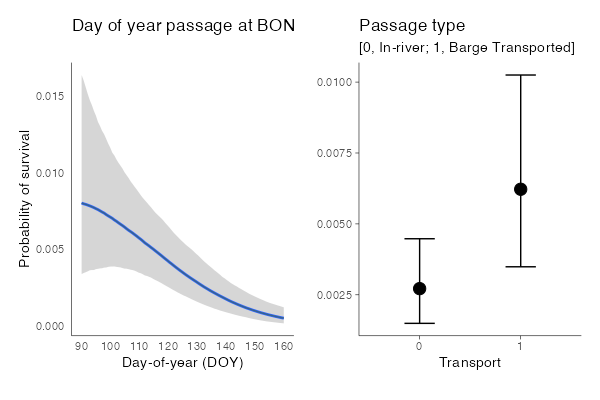 Day of year passage at BON
Probability of survival
0.015
0.010
0.005
0.000
90 100 110 120 130 140 150 160
Day-of-year (DOY)
Passage type
[0, In-river; 1, Barge Transported]
0.0100
0.0075
0.0050
0.0025
0 1
Transport